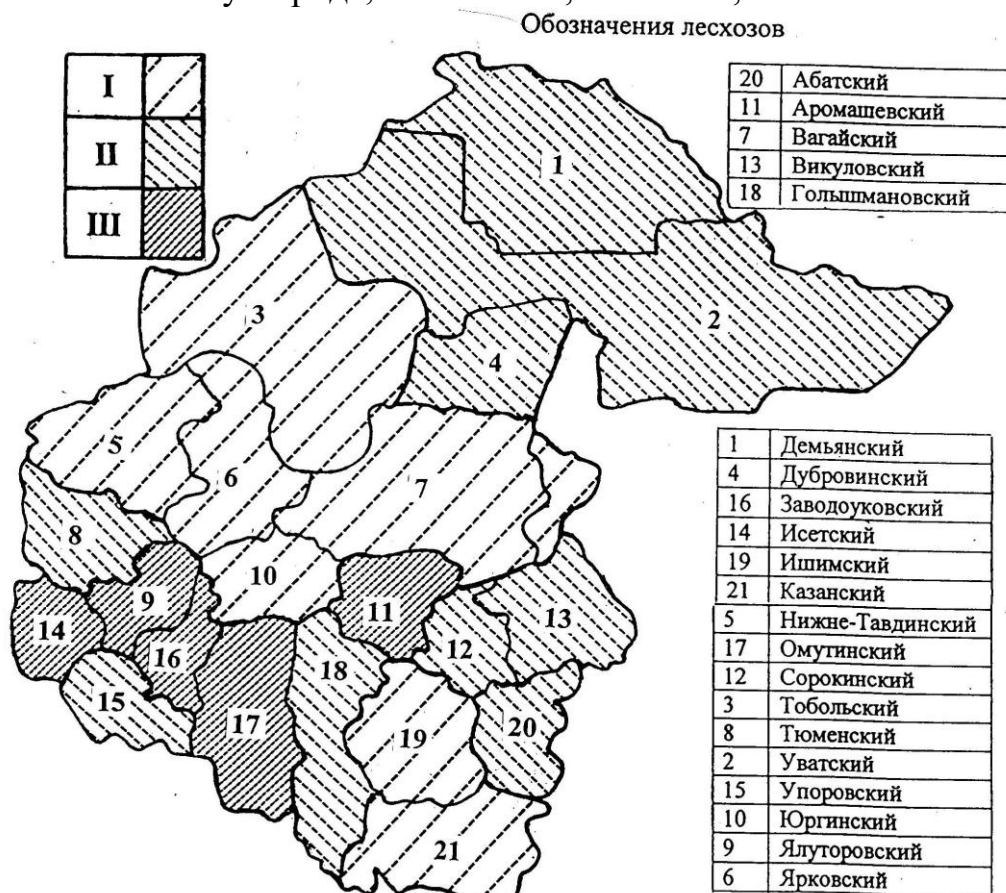 Обозначения лесхозов
I
II
III
20 Абатский
11 Аромашевский
7 Вагайский
13 Викуловский
18 Голышмановский
1 Демьянский
4 Дубровинский
16 Заводоуковский
14 Исетский
19 Ишимский
21 Казанский
5 Нижне-Тавдинский
17 Омутинский
12 Сорокинский
3 Тобольский
8 Тюменский
2 Уватский
15 Упоровский
10 Юргинский
9 Ялуторовский
6 Ярковский
1
2
3
4
5
6
7
8
9
10
11
12
13
14
15
16
17
18
19
20
21